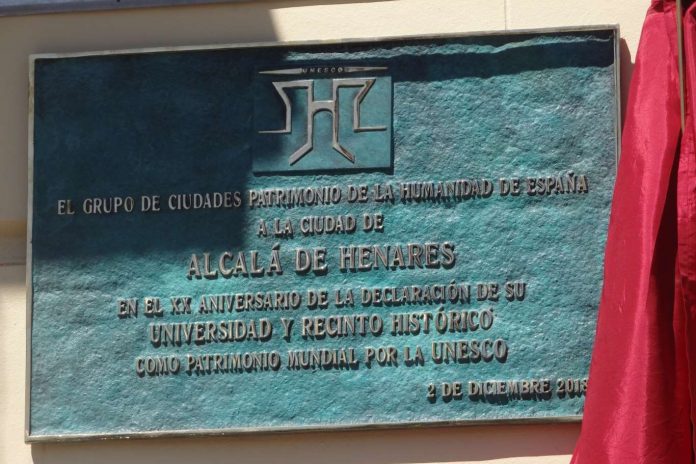 UNESCO
EL GRUPO DE CIUDADES PATRIMONIO DE LA HUMANIDAD DE ESPAÑA
A LA CIUDAD DE
ALCALÁ DE HENARES
EN EL XX ANIVERSARIO DE LA DECLARACIÓN DE SU
UNIVERSIDAD Y RECINTO HISTÓRICO
COMO PATRIMONIO MUNDIAL POR LA UNESCO
2 DE DICIEMBRE 2018